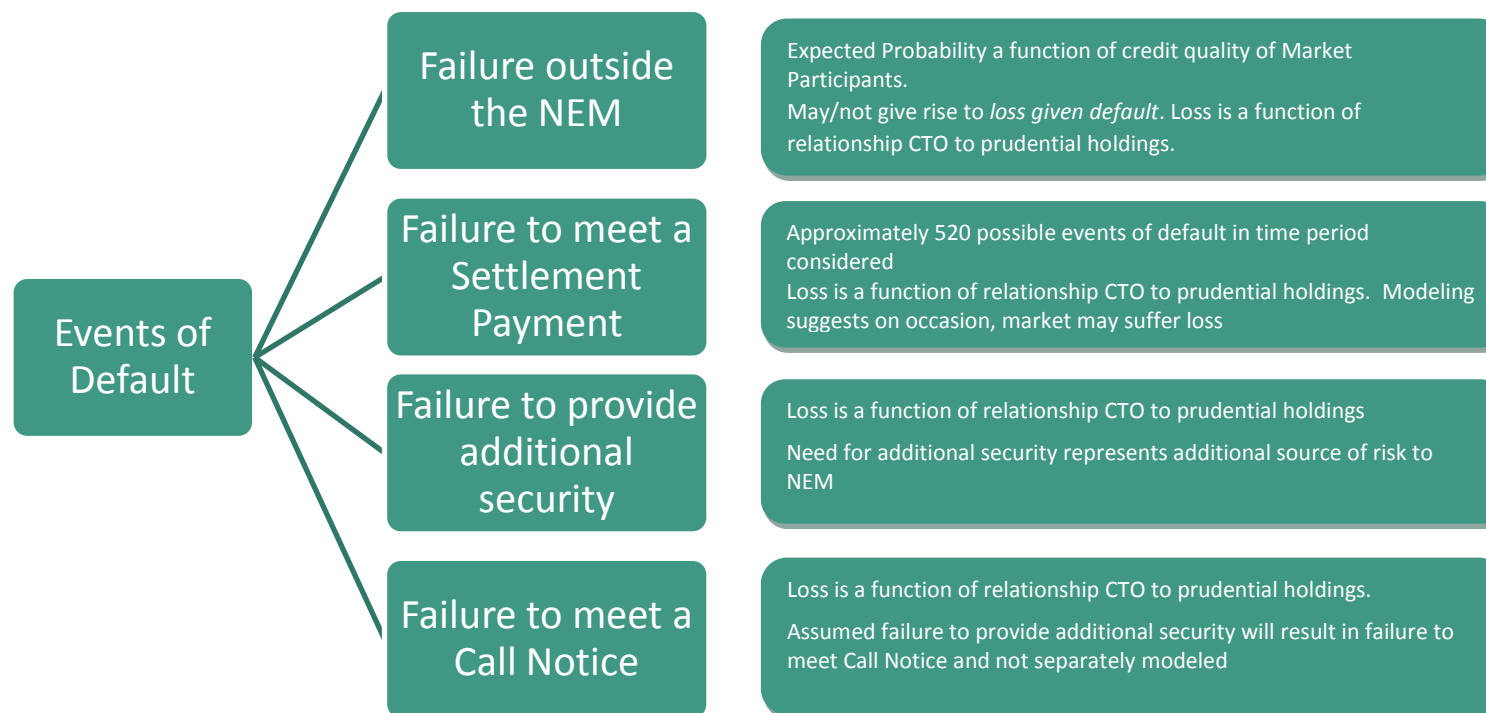 Events of
Default
Failure outside
the NEM
Expected Probability a function of credit quality of Market
Participants.
May/not give rise to loss given default. Loss is a function of
relationship CTO to prudential holdings.
Failure to meet a
Settlement
Payment
Approximately 520 possible events of default in time period
considered
Loss is a function of relationship CTO to prudential holdings.  Modeling
suggests on occasion, market may suffer loss
Failure to provide
additional
security
Loss is a function of relationship CTO to prudential holdings
Need for additional security represents additional source of risk to
NEM
Failure to meet a
Call Notice
Loss is a function of relationship CTO to prudential holdings.
Assumed failure to provide additional security will result in failure to
meet Call Notice and not separately modeled